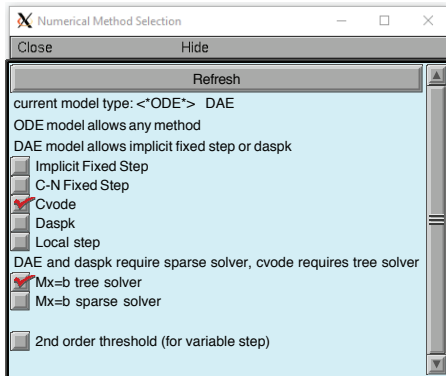 Numerical Method Selection
Close Hide
Refresh
current model type: <*ODE*> DAE
ODE model allows any method
DAE model allows implicit fixed step or daspk
Implicit Fixed Step
C-N Fixed Step
Cvode
Daspk
Local step
DAE and daspk require sparse solver, cvode requires tree solver
Mx=b tree solver
Mx=b sparse solver
2nd order threshold (for variable step)